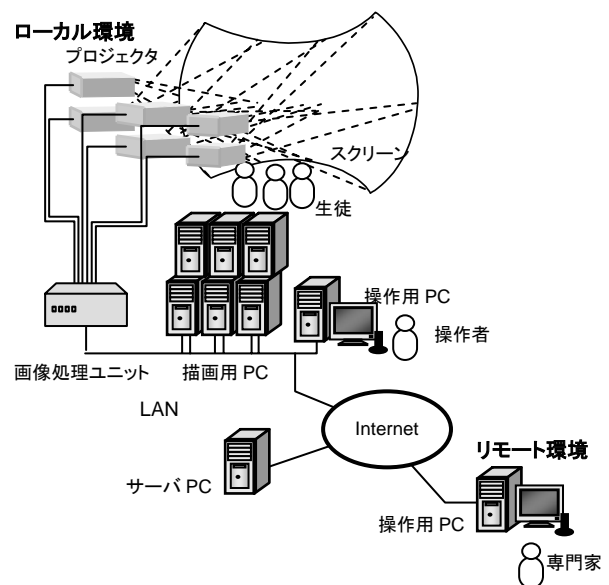 ローカル環境
プロジェクタ
スクリーン
生徒
操作用 PC
操作者
画像処理ユニット
描画用 PC
LAN
Internet
リモート環境
サーバ PC
操作用 PC
専門家